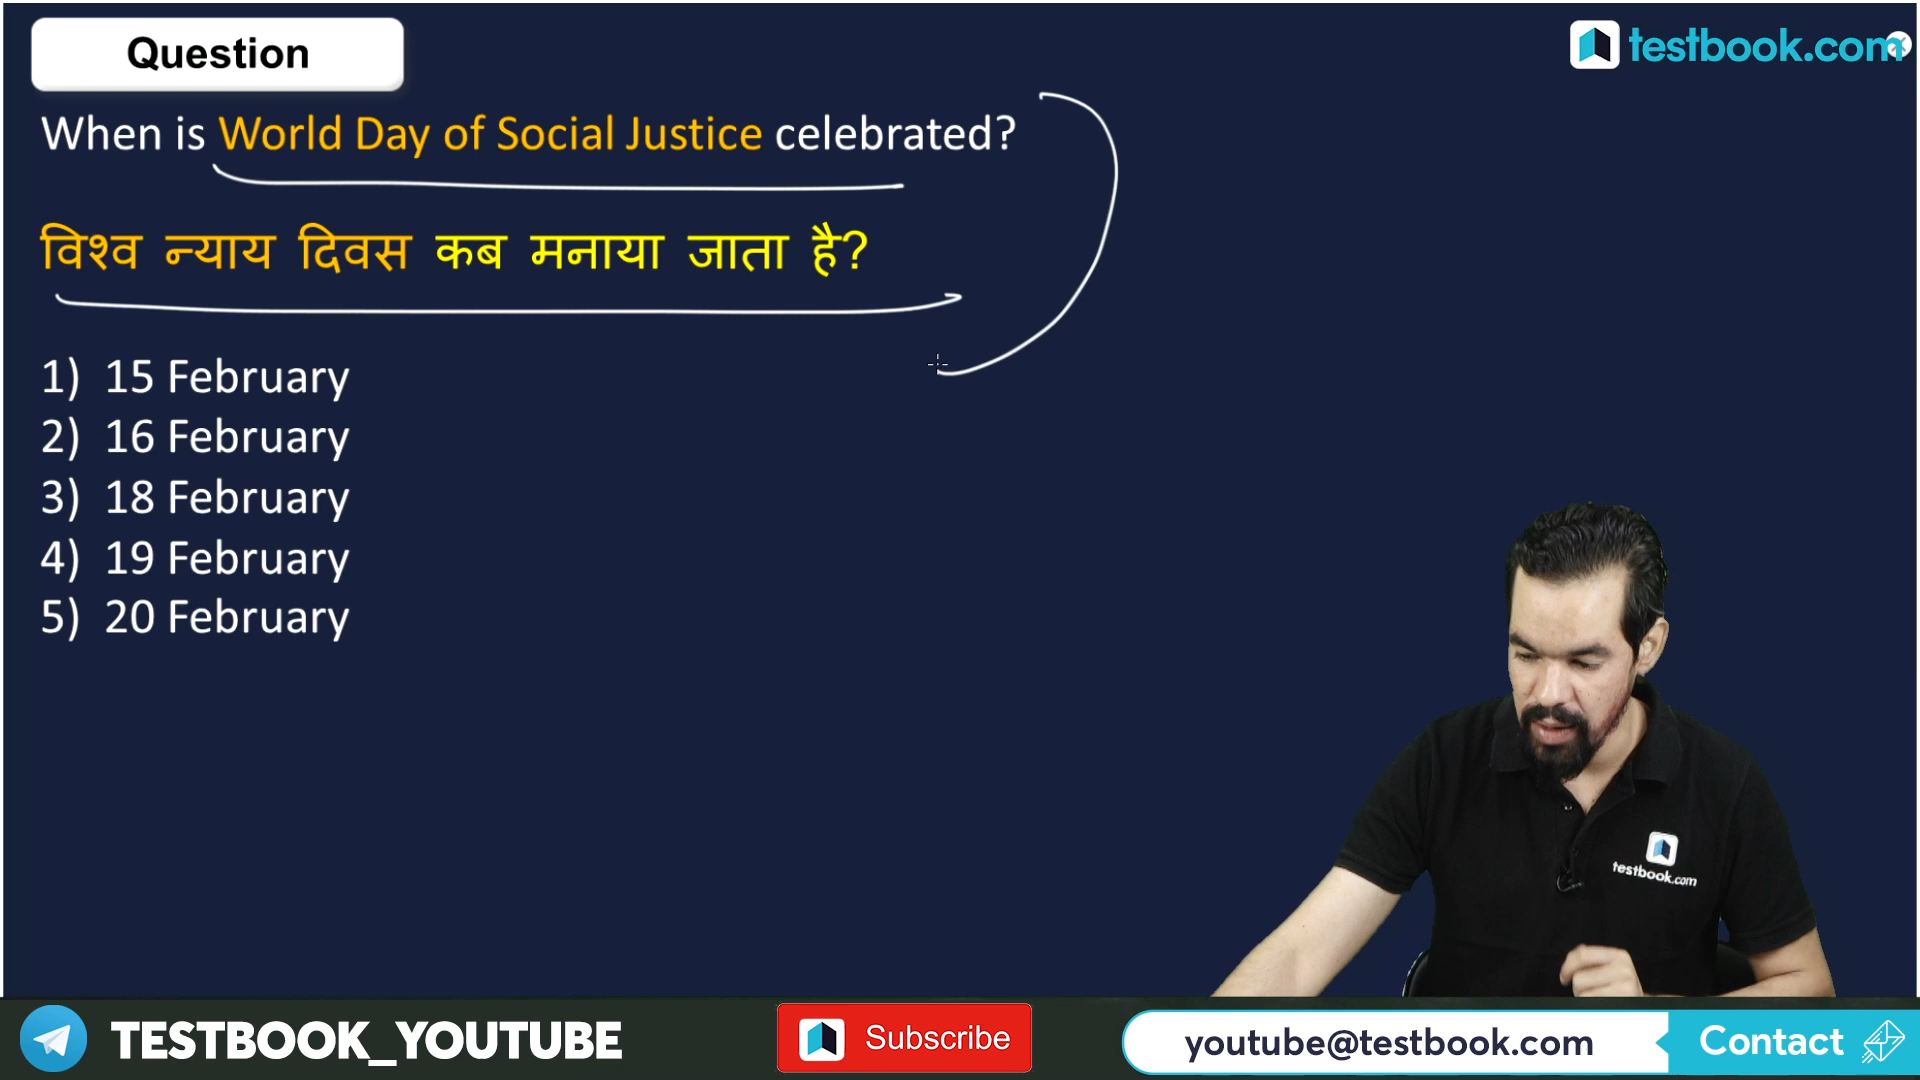 Question
testbook.com
When is World Day of Social Justice celebrated?
विश्व न्याय दिवस कब मनाया जाता है?
1) 15 February
2) 16 February
3) 18 February
4) 19 February
5) 20 February
testbook.com
TESTBOOK_YOUTUBE
Subscribe
youtube@testbook.com
Contact